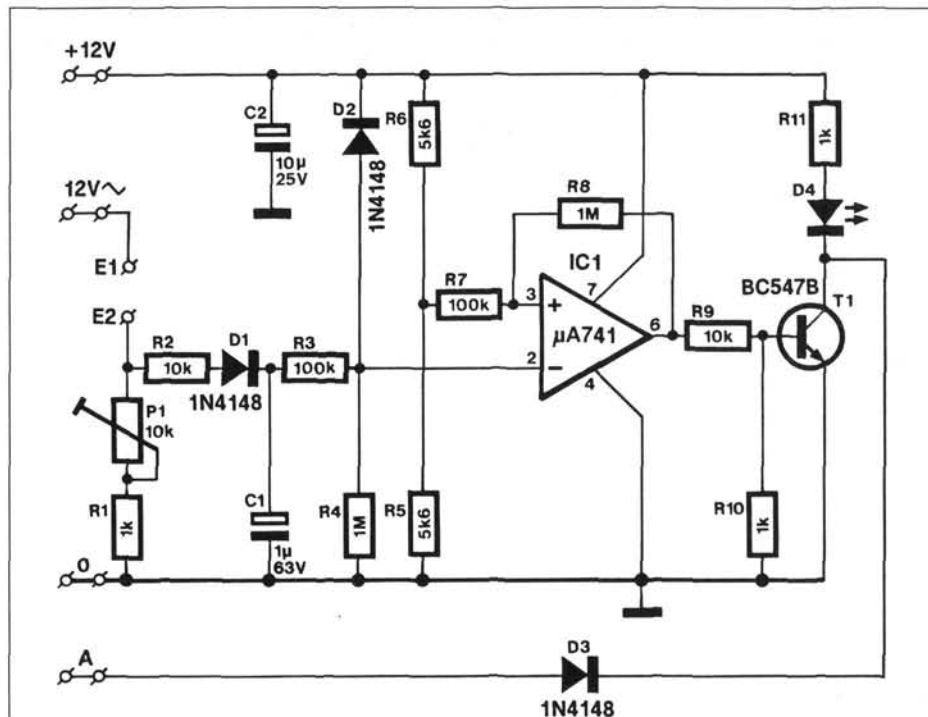 +12V
C2
10μ
25V
D2
1N4148
R6
5k6
R11
1k
D4
12V~
E1
E2
R8
1M
IC1
R7
100k
3
+
7
μA741
6
2
−
4
R9
10k
BC547B
T1
R2
10k
D1
1N4148
R3
100k
P1
10k
R1
1k
C1
1μ
63V
R4
1M
R5
5k6
R10
1k
0
A
D3
1N4148